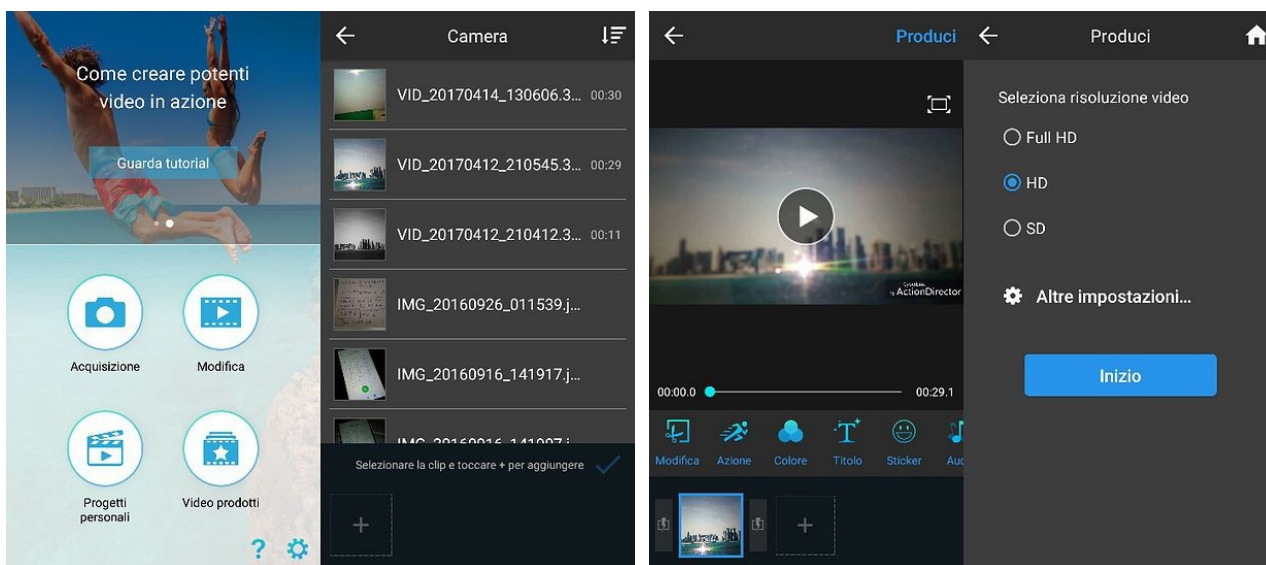 Come creare potenti
video in azione
Guarda tutorial
Acquisizione
Modifica
Progetti
personali
Video prodotti
?
Camera
VID_20170414_130606.3... 00:30
VID_20170412_210545.3... 00:29
VID_20170412_210412.3... 00:11
IMG_20160926_011539.j...
IMG_20160916_141917.j...
Selezionare la clip e toccare + per aggiungere
+
Produci
by ActionDirector
00:00.0
00:29.1
Modifica
Azione
Colore
Titolo
Sticker
Auc
+
Produci
Seleziona risoluzione video
Full HD
HD
SD
Altre impostazioni...
Inizio